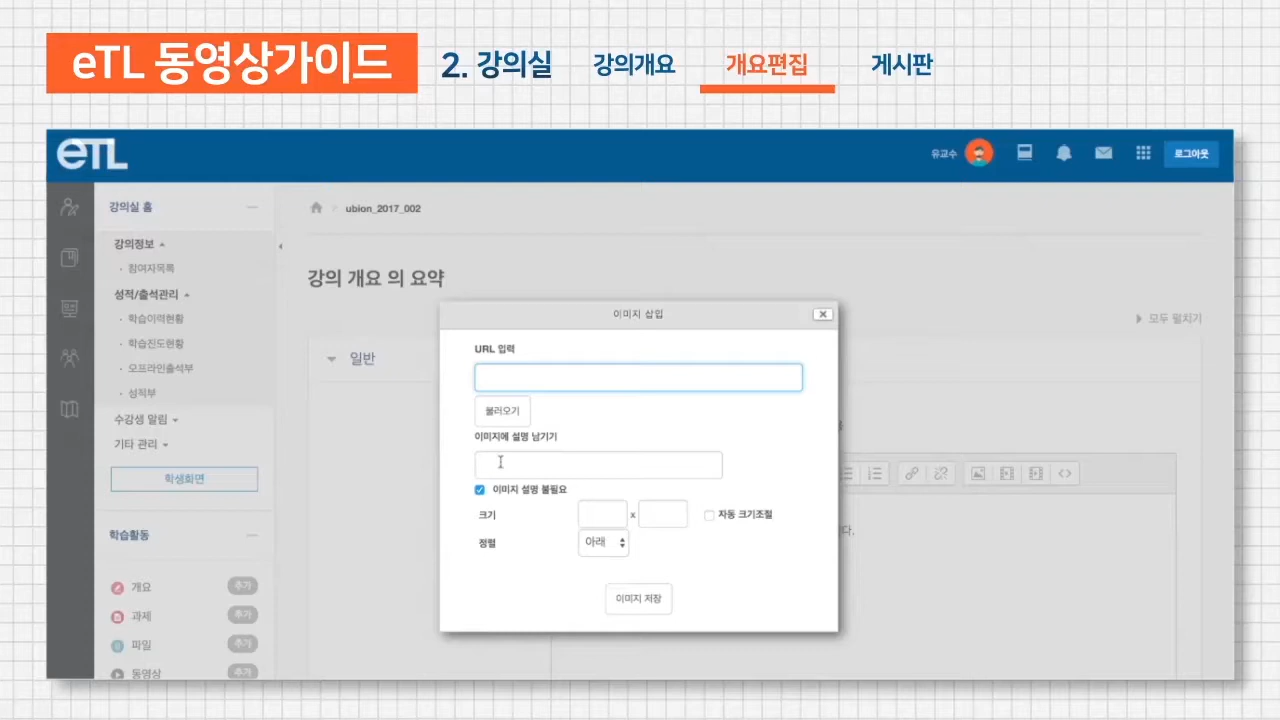 eTL 동영상가이드
2. 강의실 강의개요 개요편집 게시판
eTL
유교수 로그아웃
강의실 홈
ubion_2017_002
강의정보
참여자목록
성적/출석관리
학습이력현황
학습진도현황
오프라인출석부
성적부
수강생 알림
기타 관리
학생화면
학습활동
개요 추가
과제 추가
파일 추가
동영상 추가
강의 개요 의 요약
모두 펼치기
일반
다.
이미지 삽입
URL 입력
불러오기
이미지에 설명 남기기
이미지 설명 불필요
크기 x 자동 크기조절
정렬 아래
이미지 저장